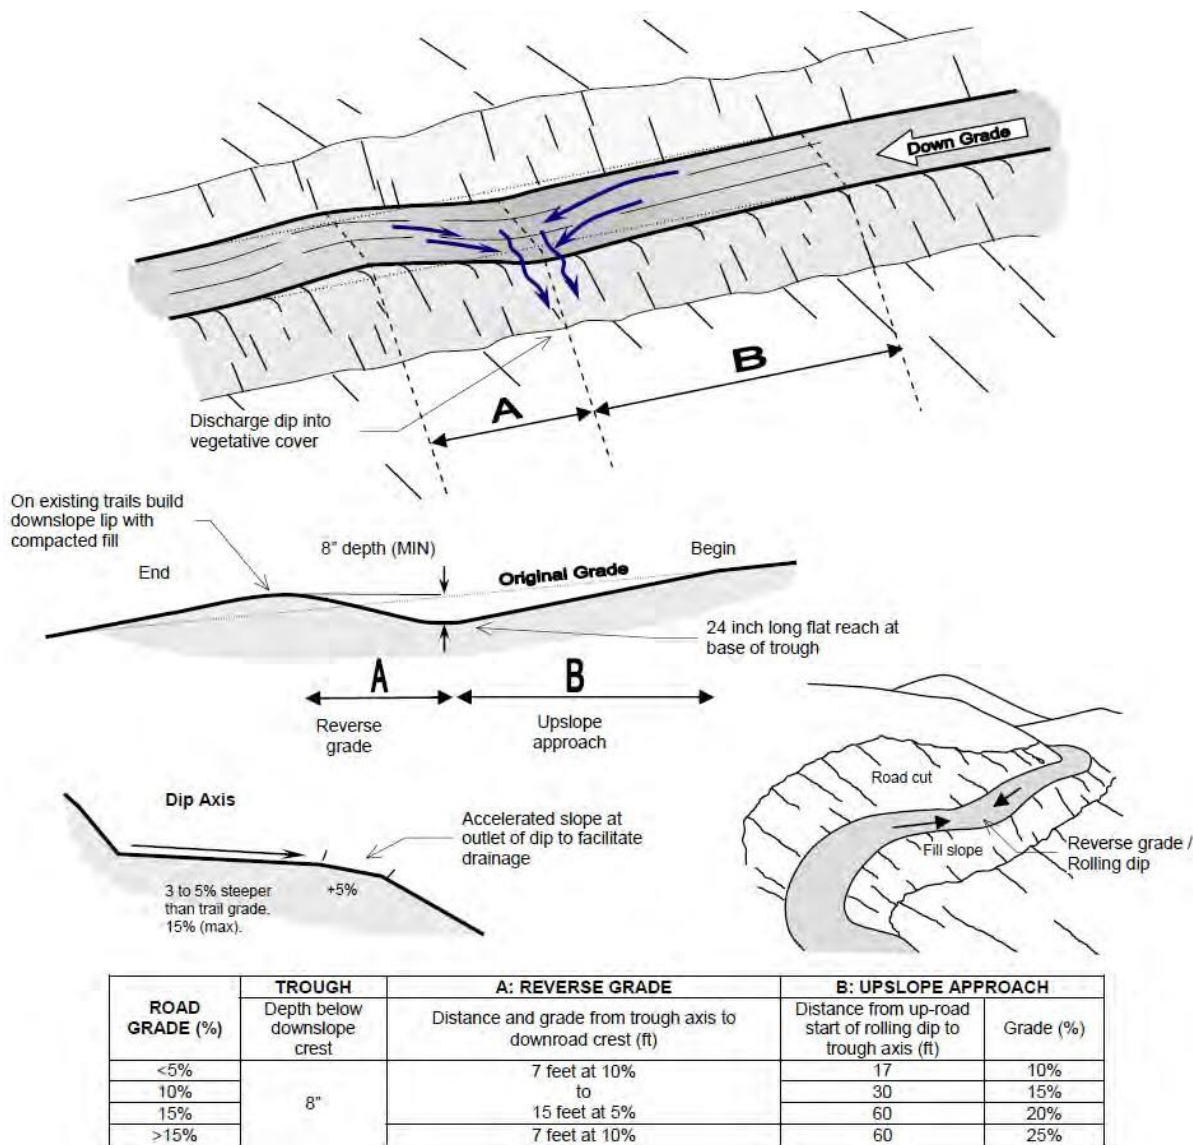 Down Grade
B
A
Discharge dip into
vegetative cover
On existing trails build
downslope lip with
compacted fill
8” depth (MIN)
Begin
End
Original Grade
24 inch long flat reach at
base of trough
A
B
Reverse
grade
Upslope
approach
Road cut
Dip Axis
Accelerated slope at
outlet of dip to facilitate
drainage
Fill slope
Reverse grade /
Rolling dip
3 to 5% steeper
than trail grade.
15% (max).
+5%
ROAD
GRADE (%)
TROUGH
Depth below
downslope
crest
A: REVERSE GRADE
Distance and grade from trough axis to
downroad crest (ft)
B: UPSLOPE APPROACH
Distance from up-road
start of rolling dip to
trough axis (ft)
Grade (%)
<5% 8” 7 feet at 10% 17 10%
10% to 30 15%
15% 15 feet at 5% 60 20%
>15% 7 feet at 10% 60 25%